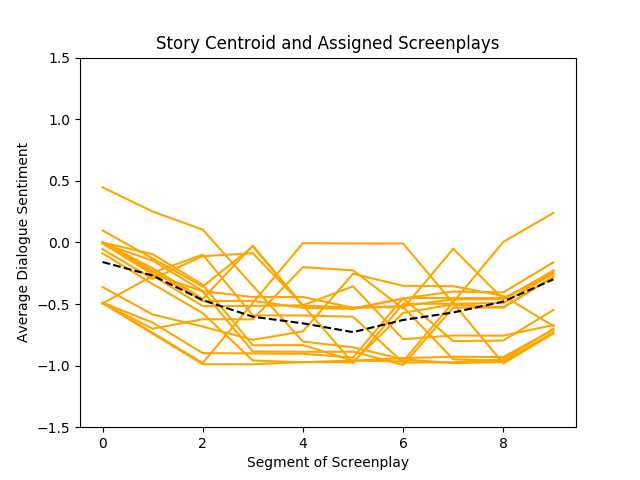 Story Centroid and Assigned Screenplays
1.5
1.0
0.5
0.0
−0.5
−1.0
−1.5
Average Dialogue Sentiment
0 2 4 6 8
Segment of Screenplay